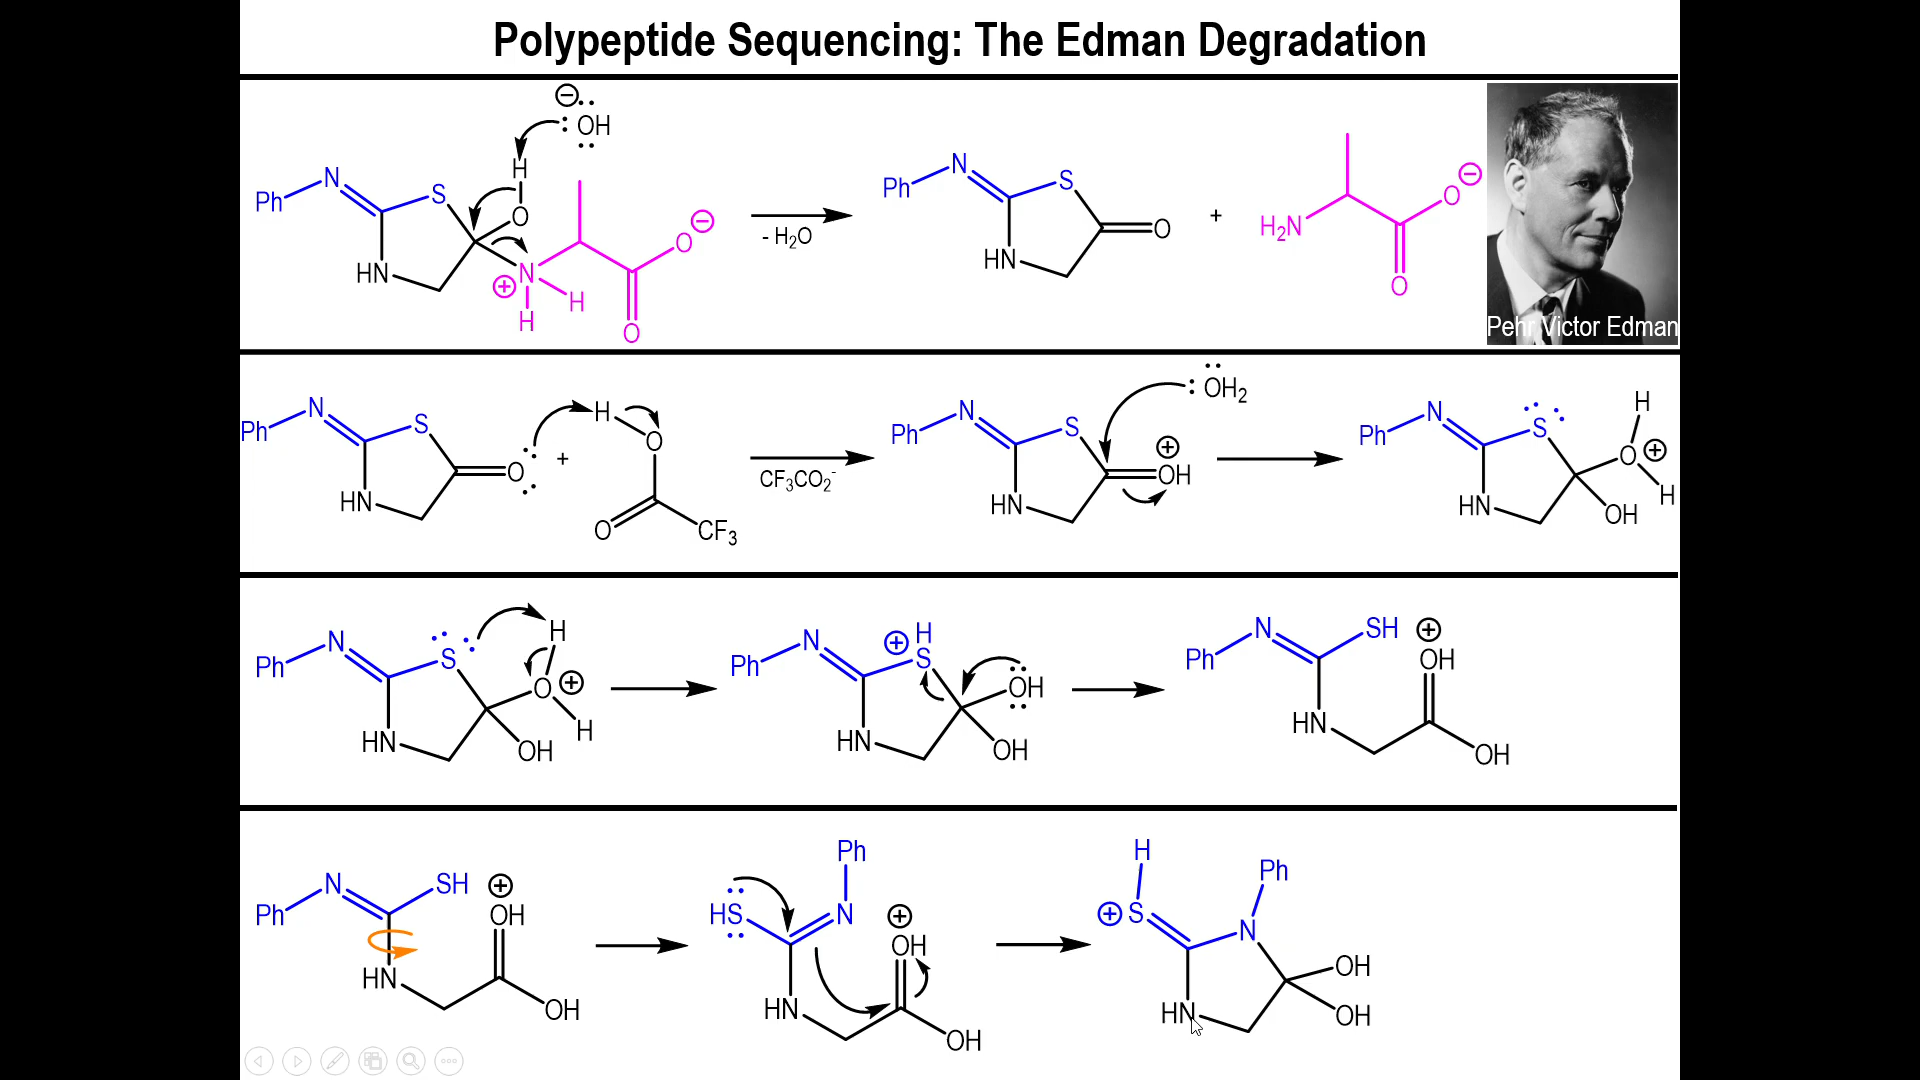 Polypeptide Sequencing: The Edman Degradation
⊖
OH
H
Ph N S O
HN
⊕ N H
H
O ⊖
O
- H2O
Ph N S O
HN
+
H2N O ⊖
O
Pehr Victor Edman
Ph N S O
HN
+
H O
O CF3
CF3CO2-
Ph N S ⊕
OH
HN
OH2
Ph N S H
O ⊕
H
HN OH
Ph N S H
O ⊕
H
HN OH
Ph N ⊕ H
S
OH
HN OH
Ph N SH ⊕
OH
HN OH
Ph N SH ⊕
OH
HN OH
Ph
HS N ⊕
OH
HN OH
H
⊕ S Ph
N
OH
HN OH